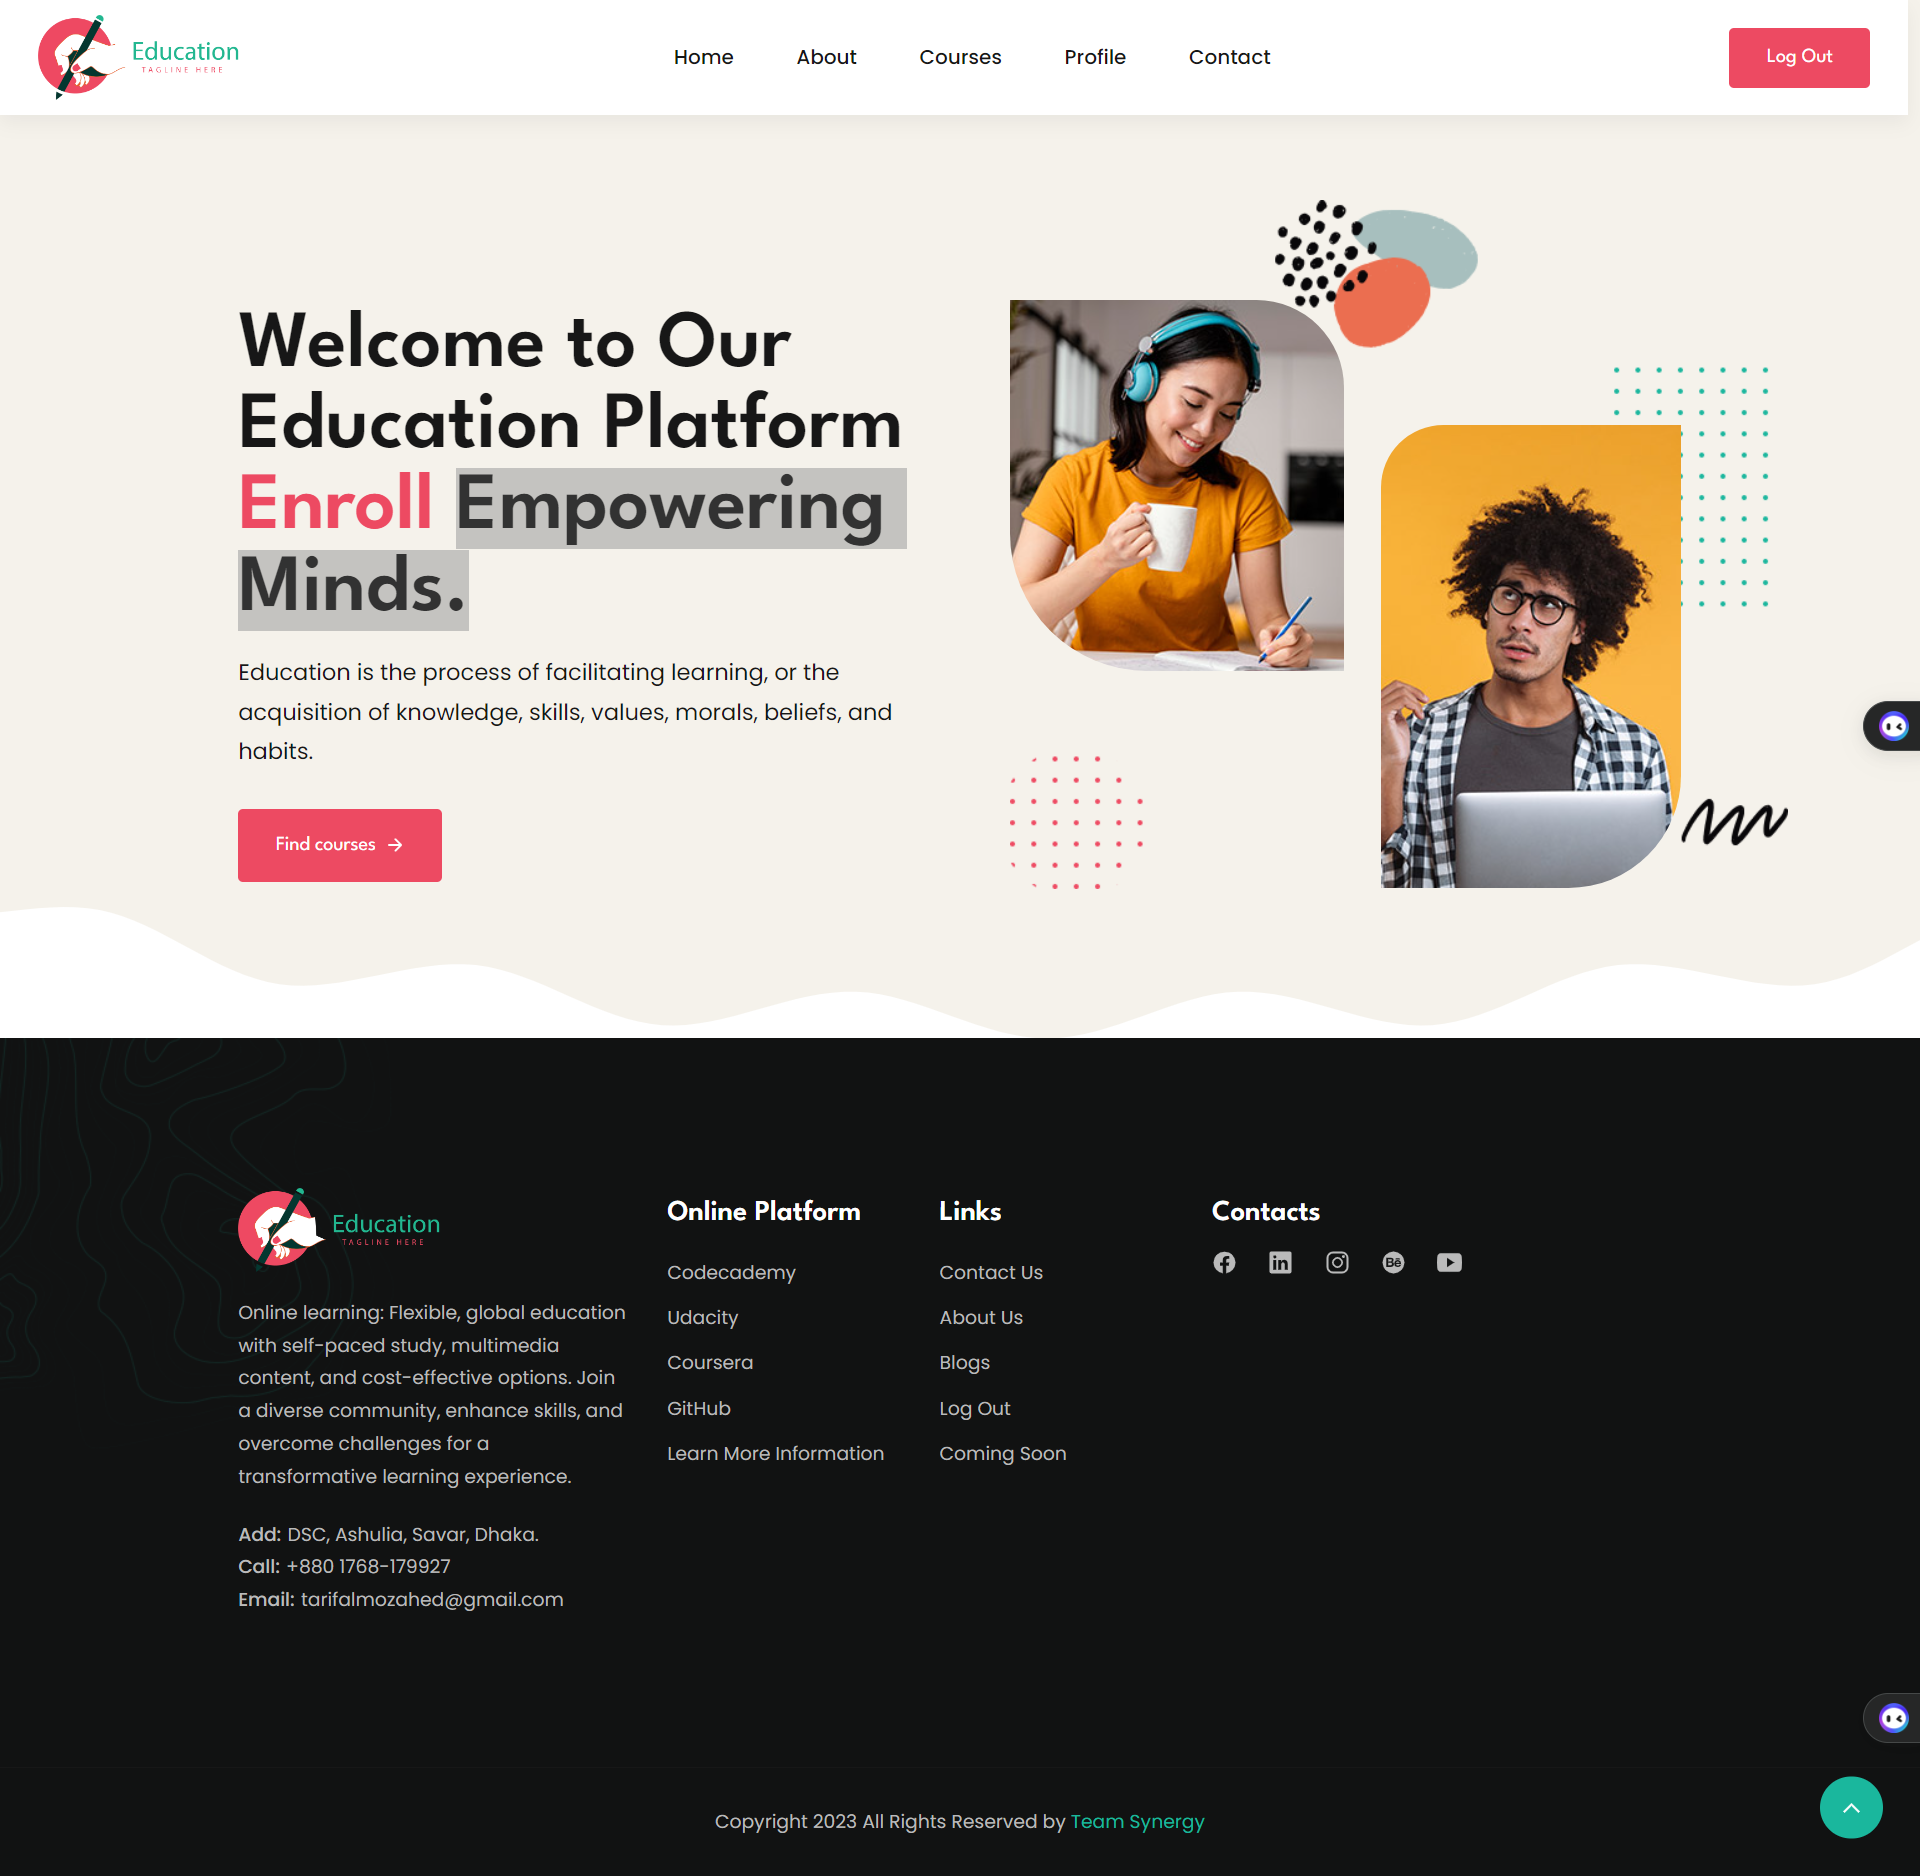 Education
TAGLINE HERE
Home
About
Courses
Profile
Contact
Log Out
Welcome to Our
Education Platform
Enroll Empowering
Minds.
Education is the process of facilitating learning, or the
acquisition of knowledge, skills, values, morals, beliefs, and
habits.
Find courses
Education
TAGLINE HERE
Online learning: Flexible, global education
with self-paced study, multimedia
content, and cost-effective options. Join
a diverse community, enhance skills, and
overcome challenges for a
transformative learning experience.
Add: DSC, Ashulia, Savar, Dhaka.
Call: +880 1768-179927
Email: tarifalmozahed@gmail.com
Online Platform
Codecademy
Udacity
Coursera
GitHub
Learn More Information
Links
Contact Us
About Us
Blogs
Log Out
Coming Soon
Contacts
in
Bē
Copyright 2023 All Rights Reserved by Team Synergy